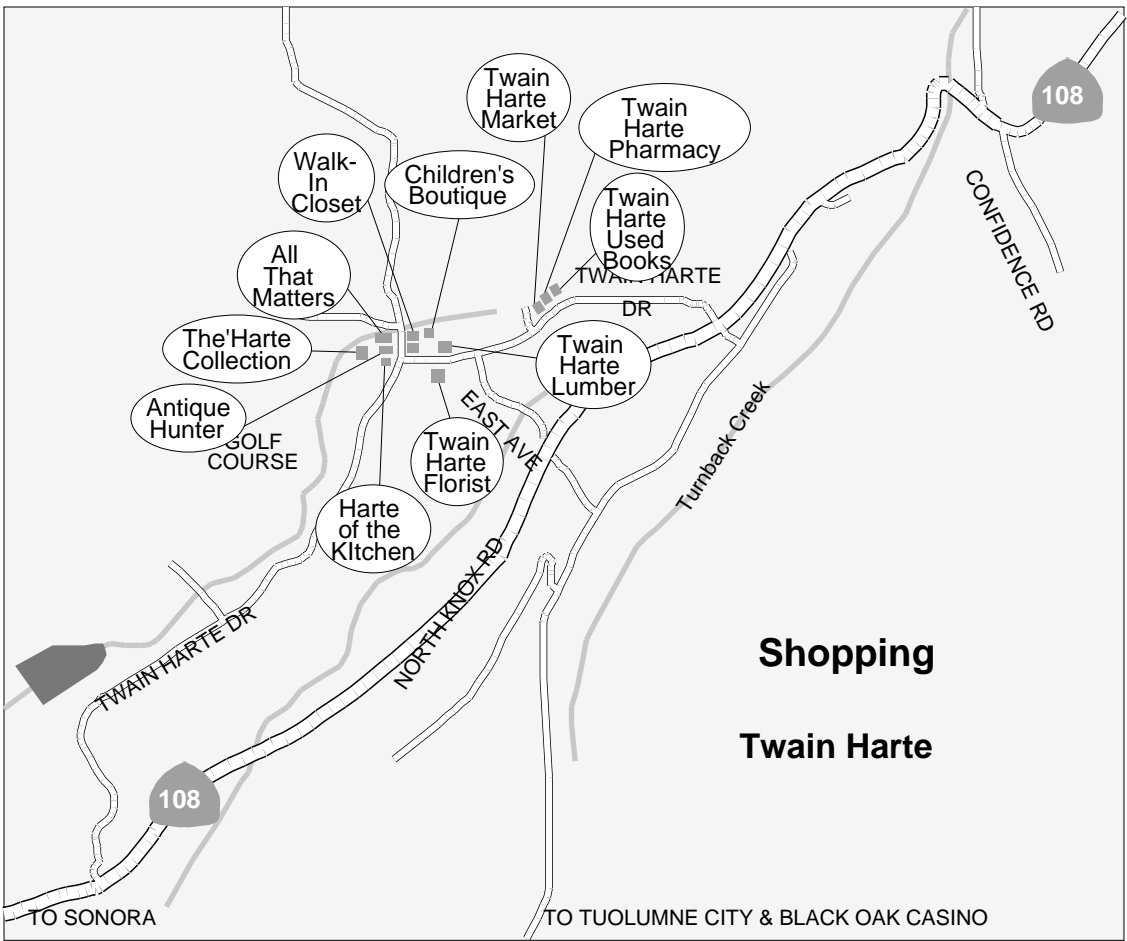 108
Twain
Harte
Market
Twain
Harte
Pharmacy
Walk-
In
Closet
Children's
Boutique
Twain
Harte
Used
Books
CONFIDENCE RD
All
That
Matters
TWAIN HARTE
DR
The'Harte
Collection
Twain
Harte
Lumber
Antique
Hunter
EAST AVE
Turnback Creek
GOLF
COURSE
Twain
Harte
Florist
Harte
of the
KItchen
NORTH KNOX RD
TWAIN HARTE DR
Shopping
Twain Harte
108
TO SONORA
TO TUOLUMNE CITY & BLACK OAK CASINO